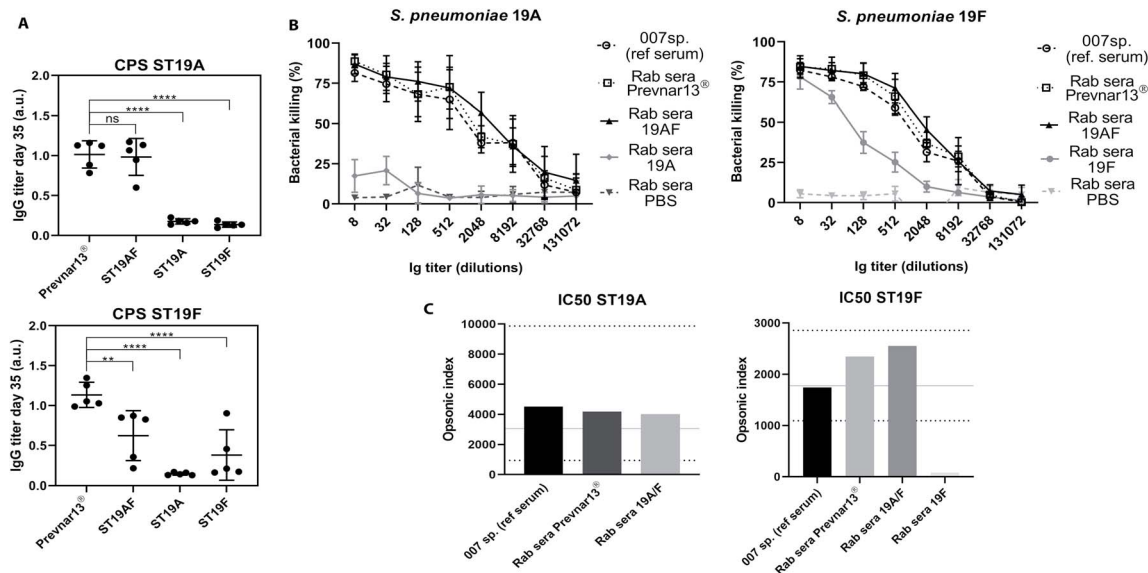 A
CPS ST19A
IgG titer day 35 (a.u.)
2.0
1.5
1.0
0.5
0.0
****
****
ns
Prevnar13®
ST19AF
ST19A
ST19F
CPS ST19F
IgG titer day 35 (a.u.)
2.0
1.5
1.0
0.5
0.0
****
****
**
Prevnar13®
ST19AF
ST19A
ST19F
B
S. pneumoniae 19A
Bacterial killing (%)
100
75
50
25
0
8
32
128
512
2048
8192
32768
131072
Ig titer (dilutions)
007sp.
(ref serum)
Rab sera
Prevnar13®
Rab sera
19AF
Rab sera
19A
Rab sera
PBS
S. pneumoniae 19F
Bacterial killing (%)
100
75
50
25
0
8
32
128
512
2048
8192
32768
131072
Ig titer (dilutions)
007sp.
(ref. serum)
Rab sera
Prevnar13®
Rab sera
19AF
Rab sera
19F
Rab sera
PBS
C
IC50 ST19A
Opsonic index
10000
8000
6000
4000
2000
0
007 sp. (ref serum)
Rab sera Prevnar13®
Rab sera 19A/F
IC50 ST19F
Opsonic index
3000
2000
1000
0
007 sp. (ref serum)
Rab sera Prevnar13®
Rab sera 19A/F
Rab sera 19F